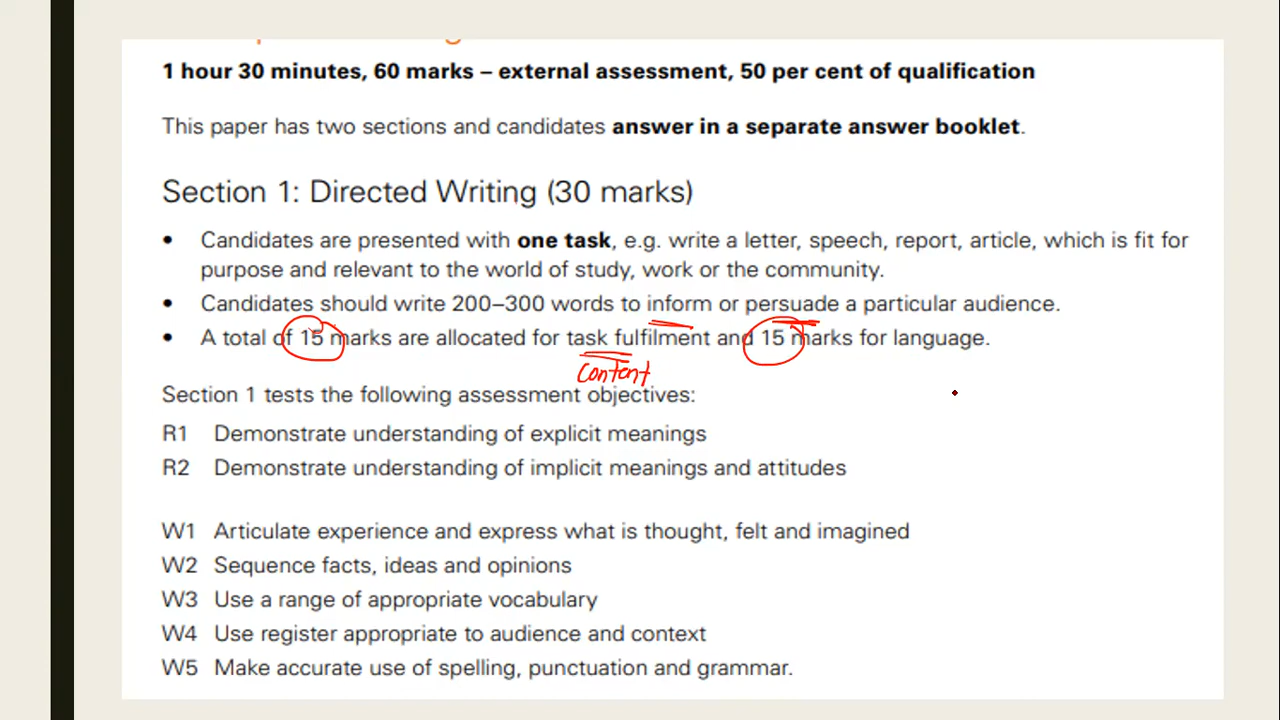 1 hour 30 minutes, 60 marks – external assessment, 50 per cent of qualification
This paper has two sections and candidates answer in a separate answer booklet.
Section 1: Directed Writing (30 marks)
• Candidates are presented with one task, e.g. write a letter, speech, report, article, which is fit for
purpose and relevant to the world of study, work or the community.
• Candidates should write 200–300 words to inform or persuade a particular audience.
• A total of 15 marks are allocated for task fulfilment and 15 marks for language.
content
Section 1 tests the following assessment objectives:
R1 Demonstrate understanding of explicit meanings
R2 Demonstrate understanding of implicit meanings and attitudes
W1 Articulate experience and express what is thought, felt and imagined
W2 Sequence facts, ideas and opinions
W3 Use a range of appropriate vocabulary
W4 Use register appropriate to audience and context
W5 Make accurate use of spelling, punctuation and grammar.